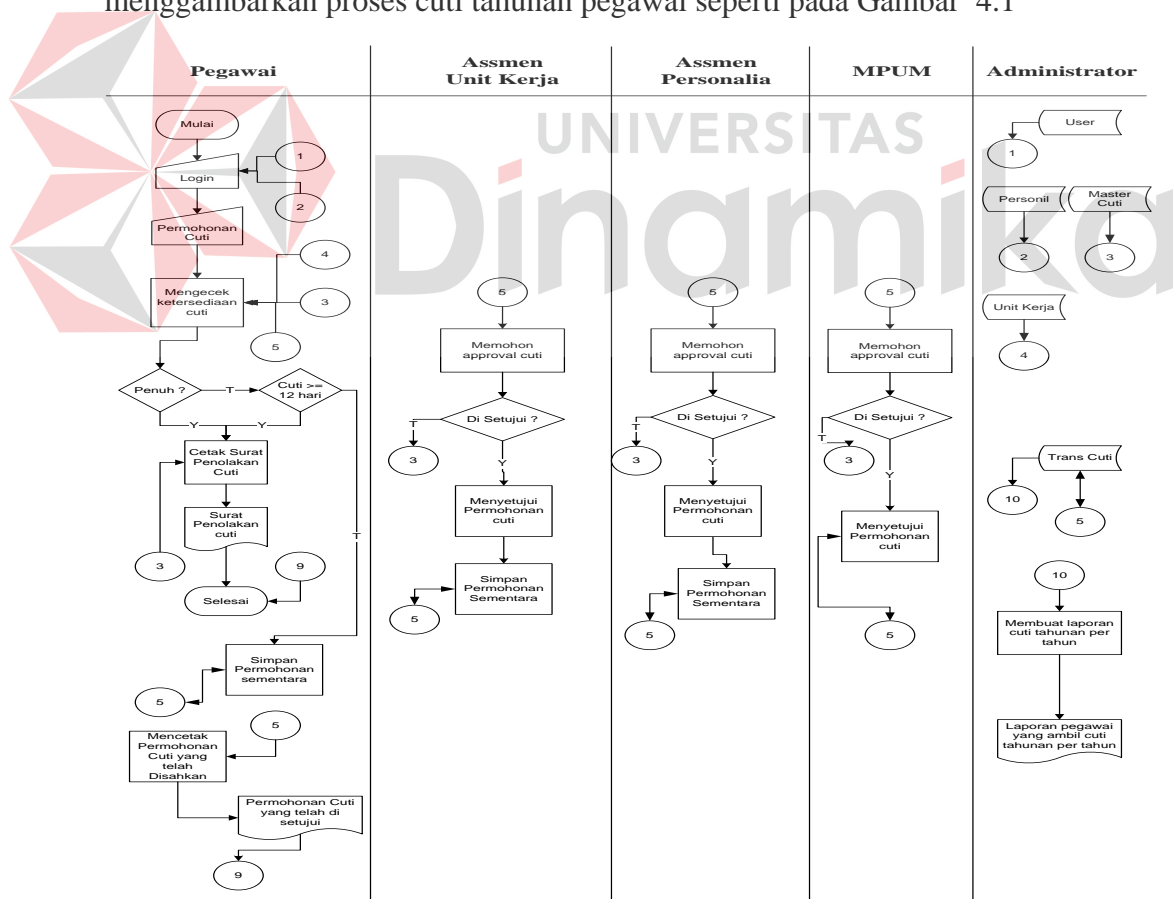 menggambarkan proses cuti tahunan pegawai seperti pada Gambar 4.1
UNIVERSITAS
Dinamika
Pegawai
Mulai
Login
1
2
Permohonan
Cuti
4
Mengecek
ketersediaan
cuti
3
5
Penuh ?
T
Cuti >=
12 hari
Y
Y
Cetak Surat
Penolakan
Cuti
Surat
Penolakan
cuti
T
3
9
Selesai
Simpan
Permohonan
sementara
5
5
Mencetak
Permohonan
Cuti yang
telah
Disahkan
Permohonan Cuti
yang telah di
setujui
9
Assmen
Unit Kerja
5
Memohon
approval cuti
Di Setujui ?
T
3
Y
Menyetujui
Permohonan
cuti
Simpan
Permohonan
Sementara
5
Assmen
Personalia
5
Memohon
approval cuti
Di Setujui ?
T
3
Y
Menyetujui
Permohonan
cuti
Simpan
Permohonan
Sementara
5
MPUM
5
Memohon
approval cuti
Di Setujui ?
T
3
Y
Menyetujui
Permohonan
cuti
5
Administrator
User
1
Personil
Master
Cuti
2
3
Unit Kerja
4
Trans Cuti
10
5
10
Membuat laporan
cuti tahunan per
tahun
Laporan pegawai
yang ambil cuti
tahunan per tahun